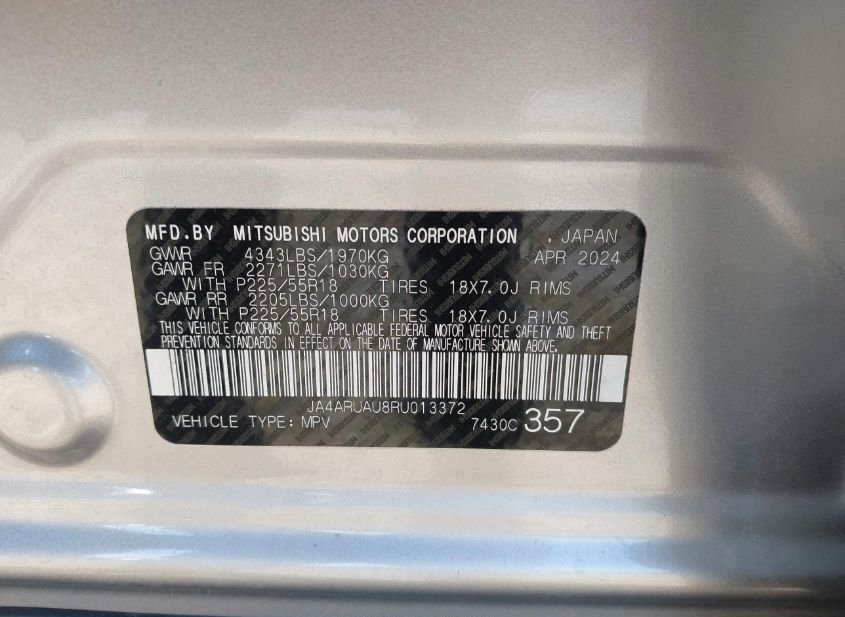 MFD.BY MITSUBISHI MOTORS CORPORATION , JAPAN
GVWR 4343LBS/1970KG APR 2024
GAWR FR 2271LBS/1030KG
WITH P225/55R18 TIRES 18X7.0J RIMS
GAWR RR 2205LBS/1000KG
WITH P225/55R18 TIRES 18X7.0J RIMS
THIS VEHICLE CONFORMS TO ALL APPLICABLE FEDERAL MOTOR VEHICLE SAFETY AND THEFT
PREVENTION STANDARDS IN EFFECT ON THE DATE OF MANUFACTURE SHOWN ABOVE.
JA4ARUAU8RU013372
VEHICLE TYPE: MPV 7430C 357